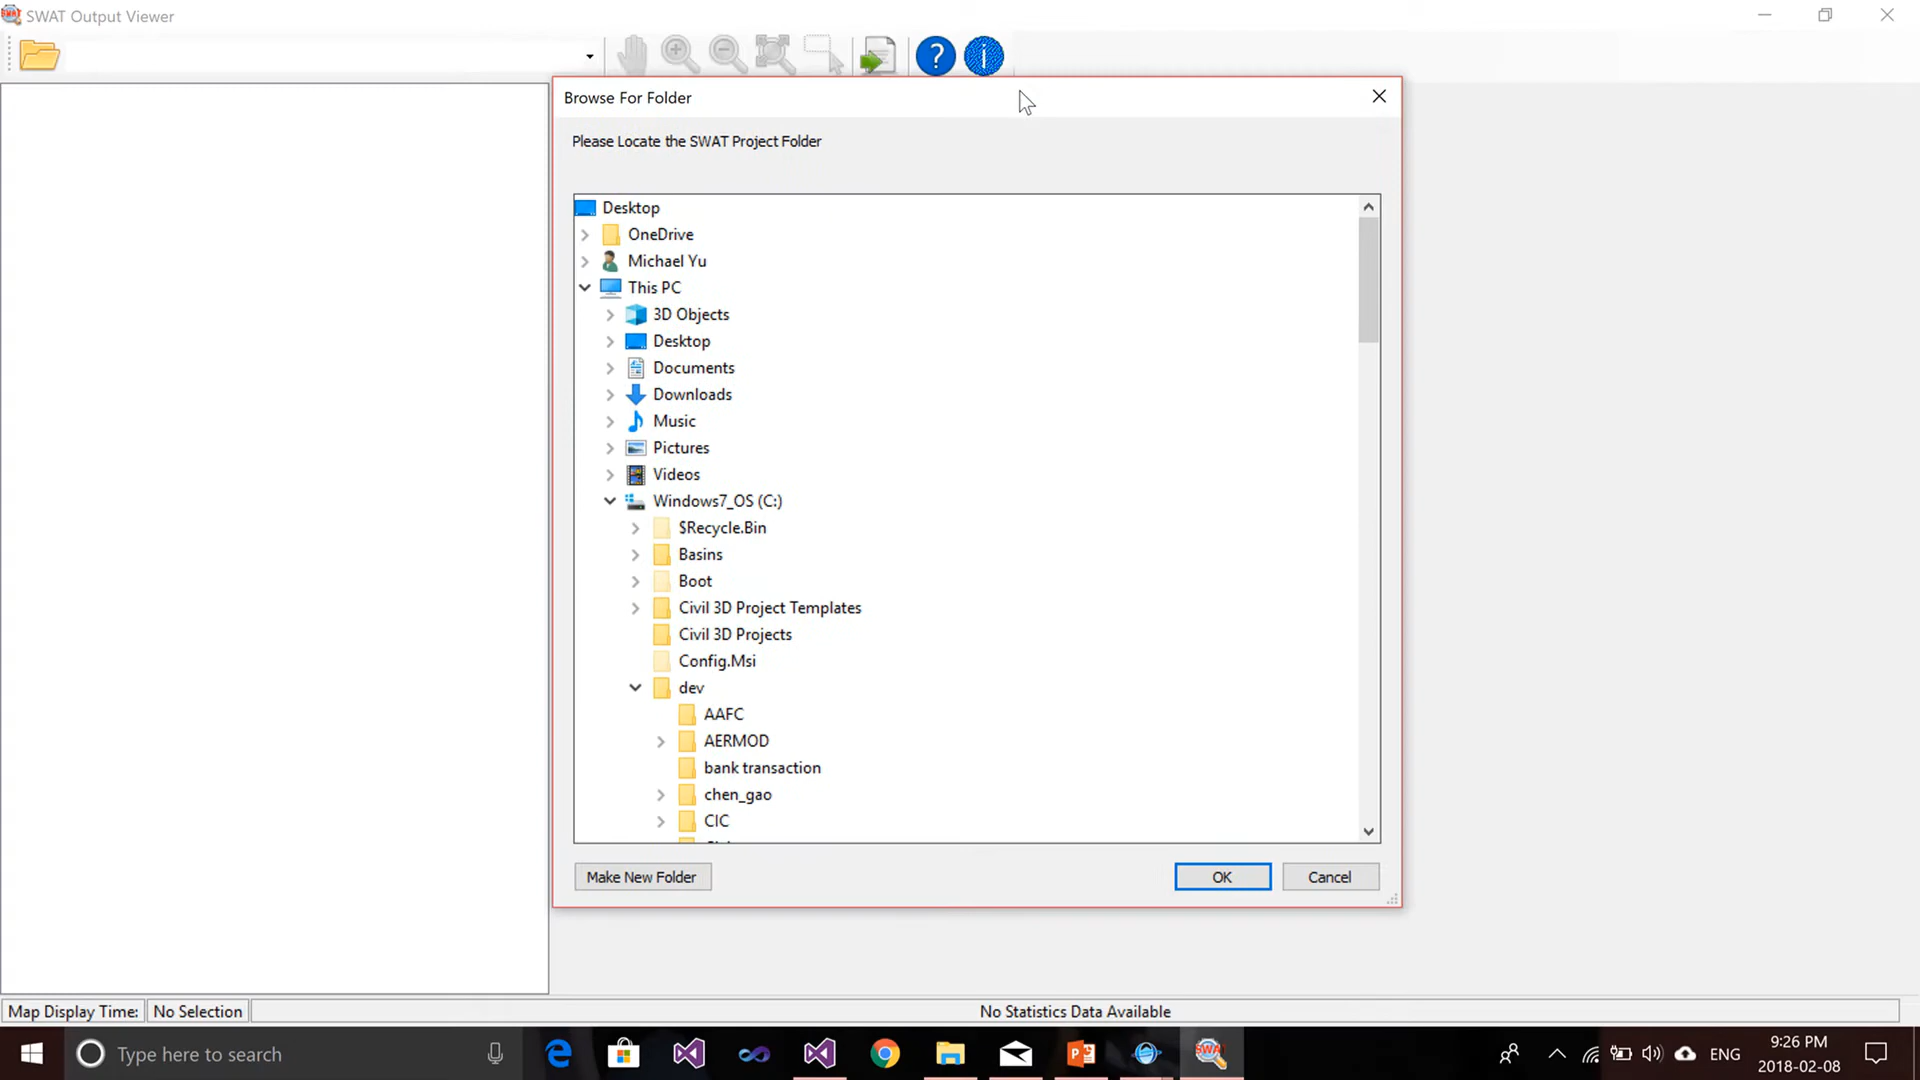 SWAT Output Viewer
Browse For Folder
Please Locate the SWAT Project Folder
Desktop
OneDrive
Michael Yu
This PC
3D Objects
Desktop
Documents
Downloads
Music
Pictures
Videos
Windows7_OS (C:)
$Recycle.Bin
Basins
Boot
Civil 3D Project Templates
Civil 3D Projects
Config.Msi
dev
AAFC
AERMOD
bank transaction
chen_gao
CIC
Make New Folder
OK
Cancel
Map Display Time:
No Selection
No Statistics Data Available
Type here to search
SWAT
ENG
9:26 PM
2018-02-08